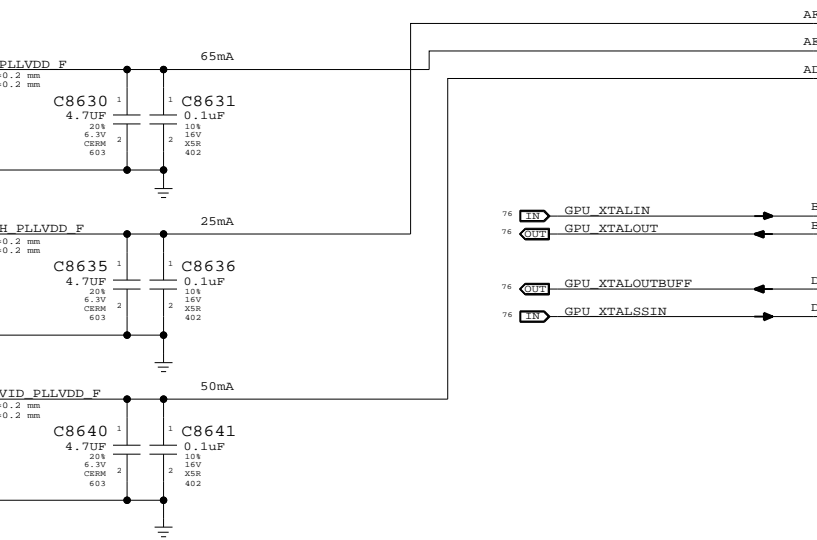 AF
65mA
AE
PLLVDD_F
AD
=0.2 mm
=0.2 mm
C8630 1
4.7UF
20%
6.3V
CERM
603
2
1 C8631
0.1uF
10%
16V
X5R
402
2
25mA
H_PLLVDD_F
=0.2 mm
=0.2 mm
C8635 1
4.7UF
20%
6.3V
CERM
603
2
1 C8636
0.1uF
10%
16V
X5R
402
2
50mA
VID_PLLVDD_F
=0.2 mm
=0.2 mm
C8640 1
4.7UF
20%
6.3V
CERM
603
2
1 C8641
0.1uF
10%
16V
X5R
402
2
76 IN GPU_XTALIN
76 OUT GPU_XTALOUT
76 OUT GPU_XTALOUTBUFF
76 IN GPU_XTALSSIN